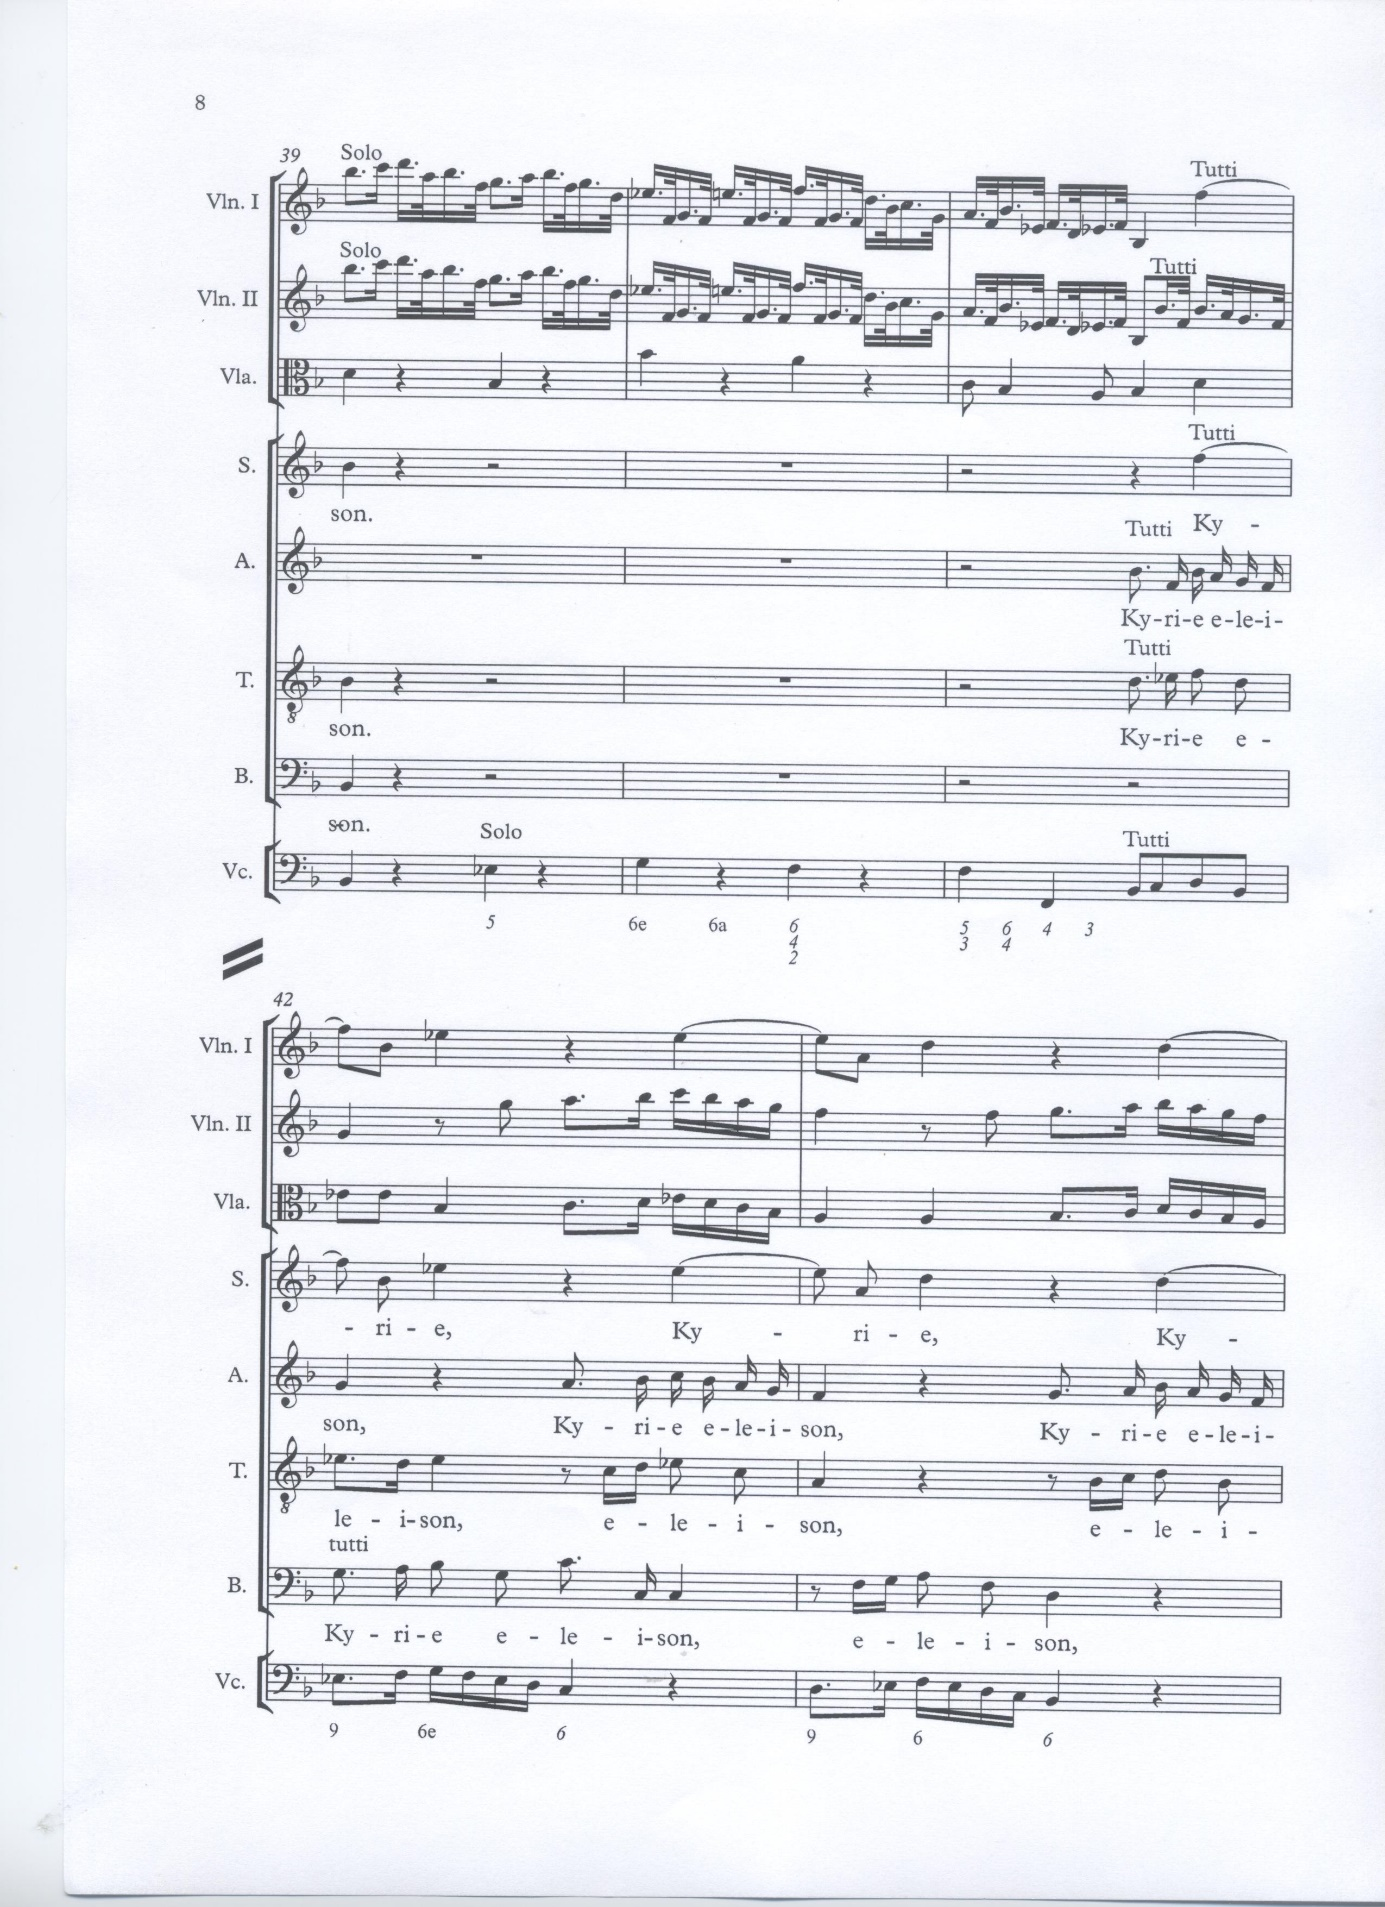 8
39
Solo
Tutti
Vln. I
Solo
Tutti
Vln. II
Vla.
Tutti
S.
son.
Ky -
Tutti
A.
Ky-ri-e e-le-i-
Tutti
T.
son.
Ky-ri-e e -
B.
son.
Solo
Tutti
Vc.
5 6e 6a 6 5 6 4 3
4 3 4
2
42
Vln. I
Vln. II
Vla.
S.
- ri - e, Ky - ri - e, Ky -
A.
son, Ky - ri - e e - le - i - son, Ky - ri - e e - le - i -
T.
le - i-son, e - le - i - son, e - le - i -
tutti
B.
Ky - ri - e e - le - i-son, e - le - i - son,
Vc.
9 6e 6 9 6 6